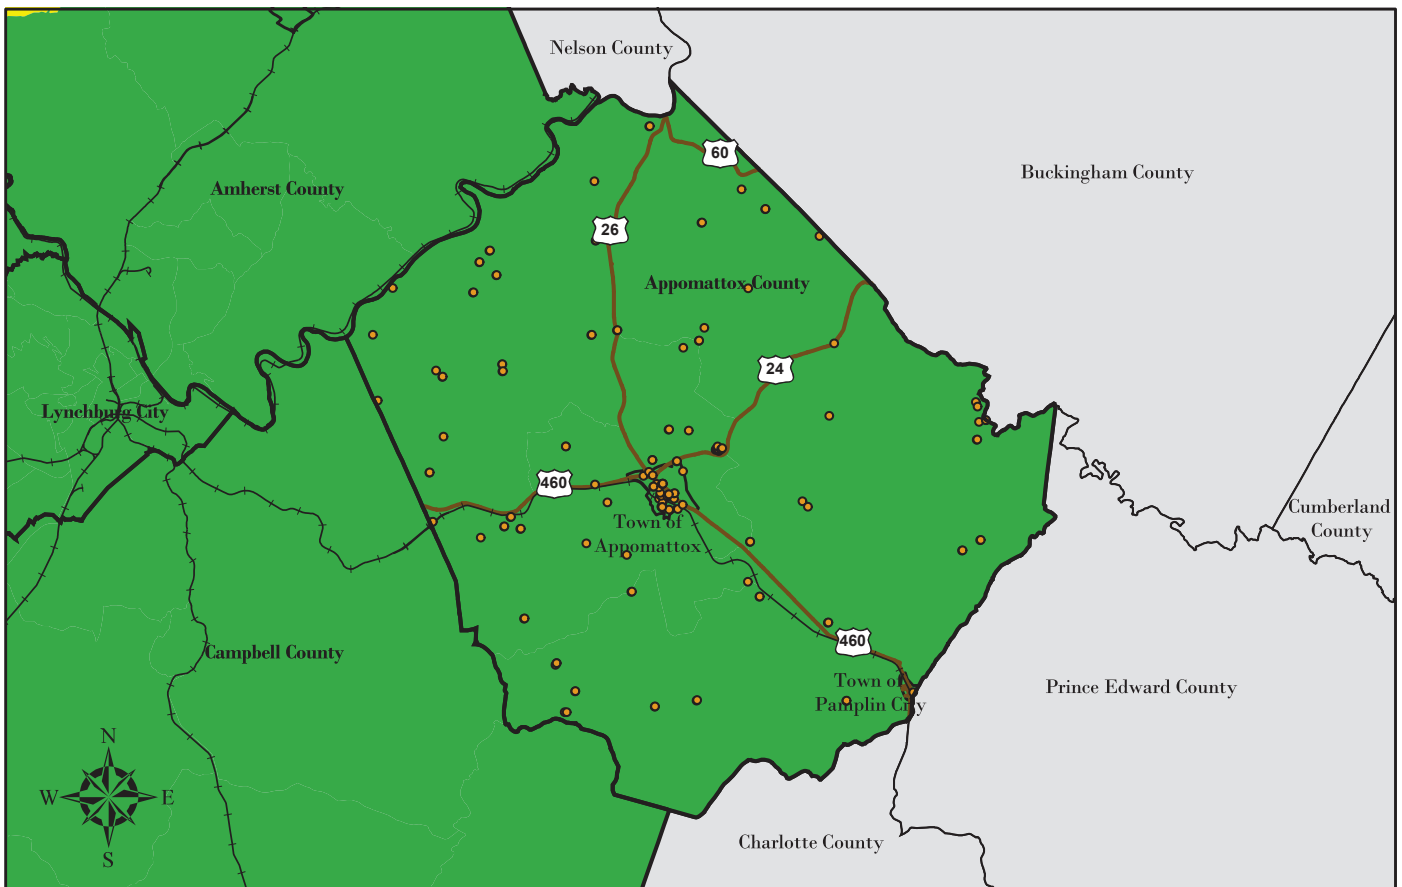 Nelson County
60
Buckingham County
Amherst County
26
Appomattox County
24
Lynchburg City
460
Cumberland
County
Town of
Appomattox
Campbell County
460
Town of
Pamplin City
Prince Edward County
N
W
E
S
Charlotte County